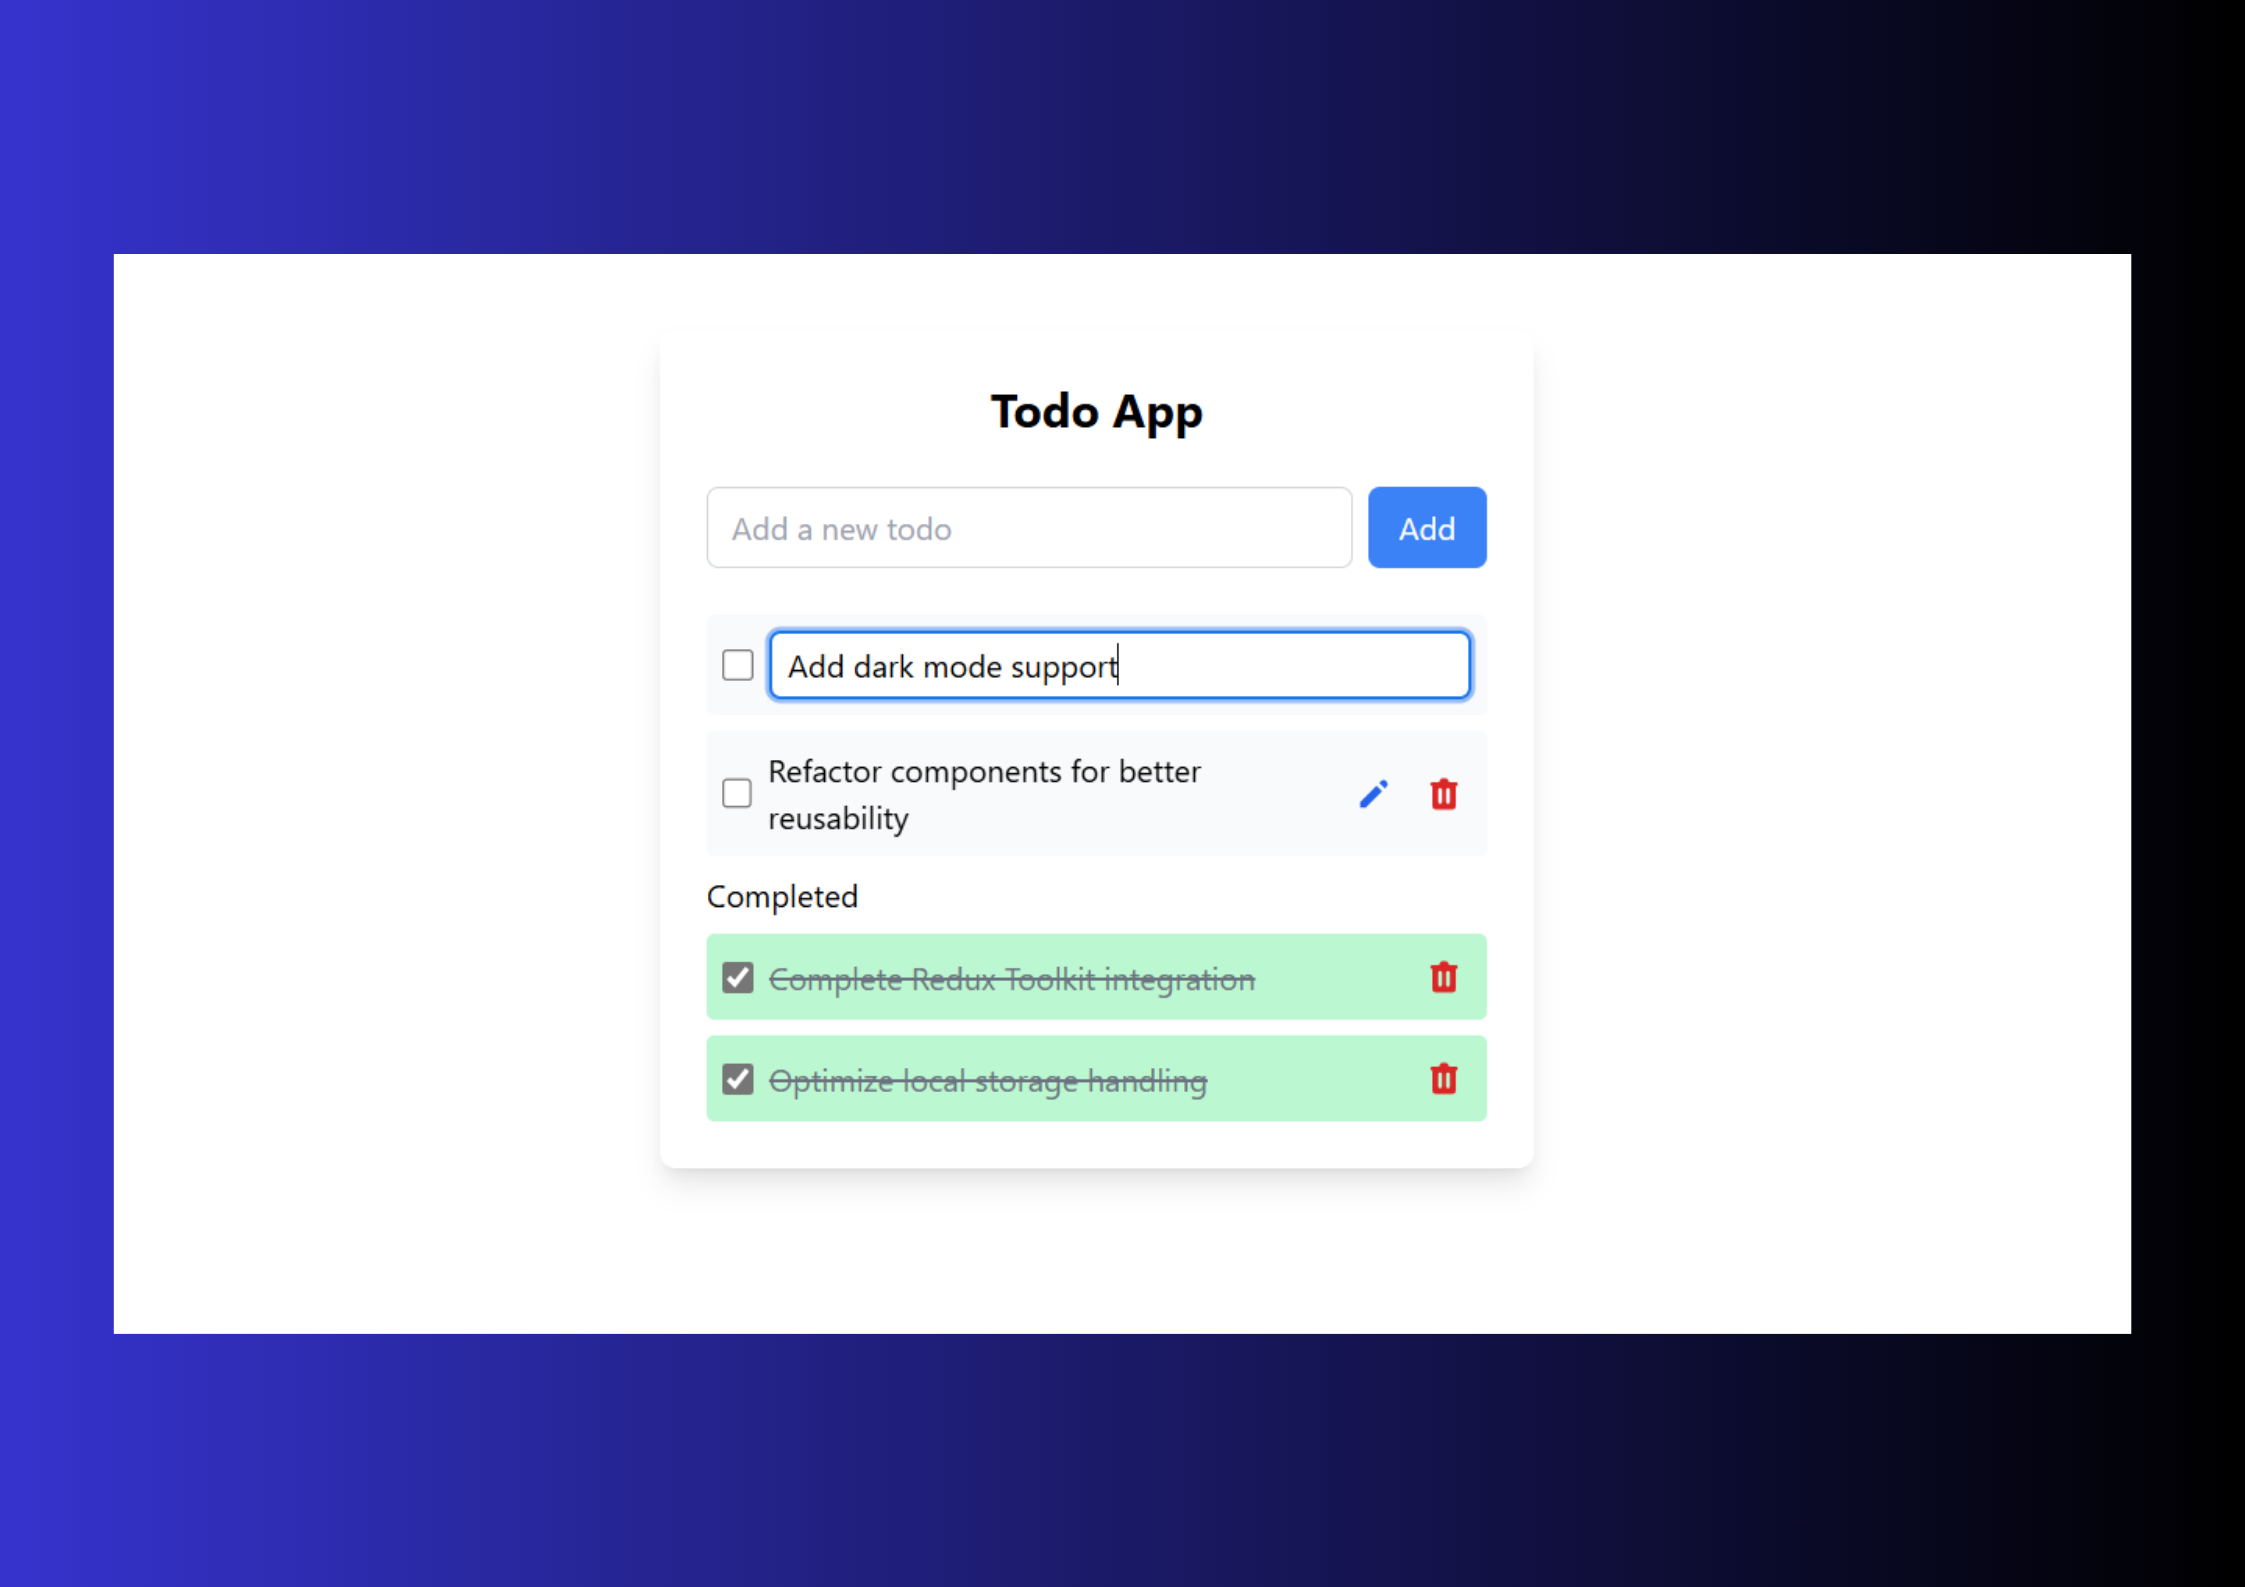 Todo App
Add a new todo
Add
Add dark mode support
Refactor components for better
reusability
Completed
Complete Redux Toolkit integration
Optimize local storage handling